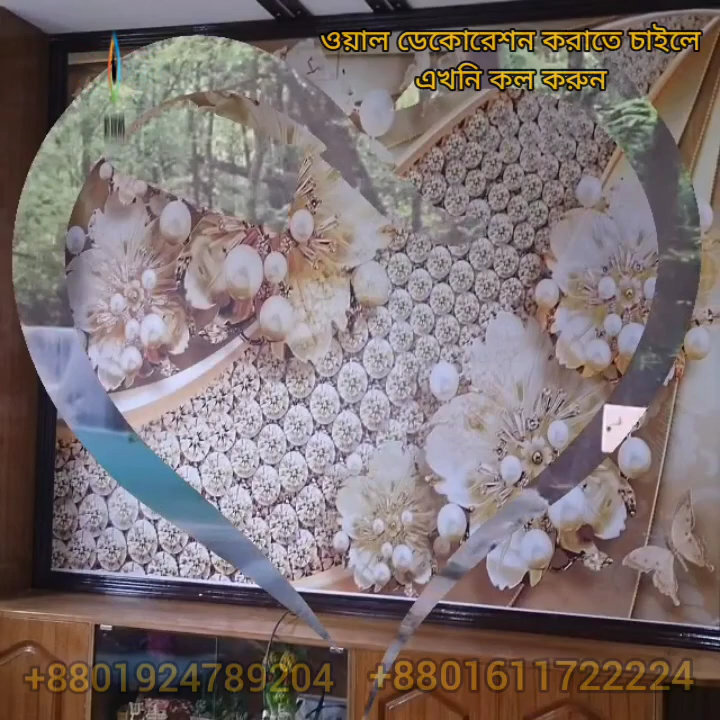 ওয়াল ডেকোরেশন করাতে চাইলে
এখনি কল করুন
+8801924789204 +8801611722224